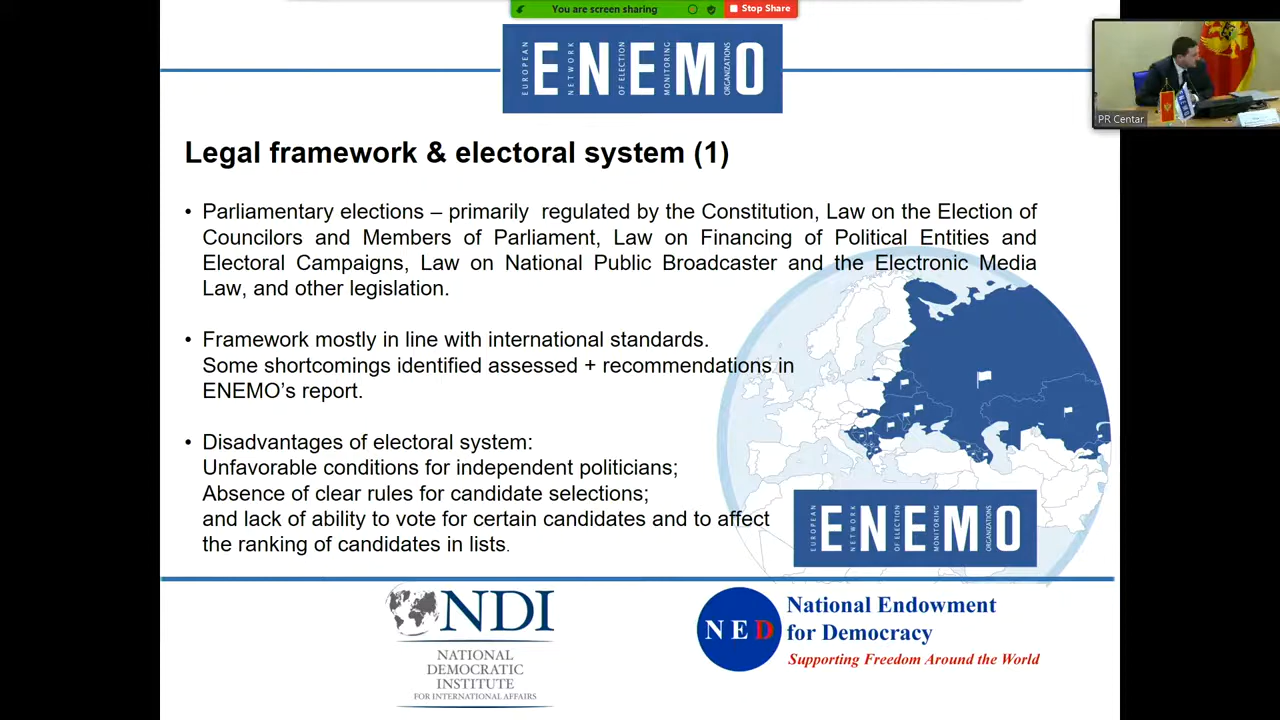 You are screen sharing
Stop Share
EUROPEAN
NETWORK
OF ELECTION
MONITORING
ORGANIZATIONS
ENEMO
PR Centar
Legal framework & electoral system (1)
• Parliamentary elections – primarily regulated by the Constitution, Law on the Election of
Councilors and Members of Parliament, Law on Financing of Political Entities and
Electoral Campaigns, Law on National Public Broadcaster and the Electronic Media
Law, and other legislation.
• Framework mostly in line with international standards.
Some shortcomings identified assessed + recommendations in
ENEMO’s report.
• Disadvantages of electoral system:
Unfavorable conditions for independent politicians;
Absence of clear rules for candidate selections;
and lack of ability to vote for certain candidates and to affect
the ranking of candidates in lists.
EUROPEAN
NETWORK
OF ELECTION
MONITORING
ORGANIZATIONS
ENEMO
NDI
NATIONAL
DEMOCRATIC
INSTITUTE
FOR INTERNATIONAL AFFAIRS
NED
National Endowment
for Democracy
Supporting Freedom Around the World